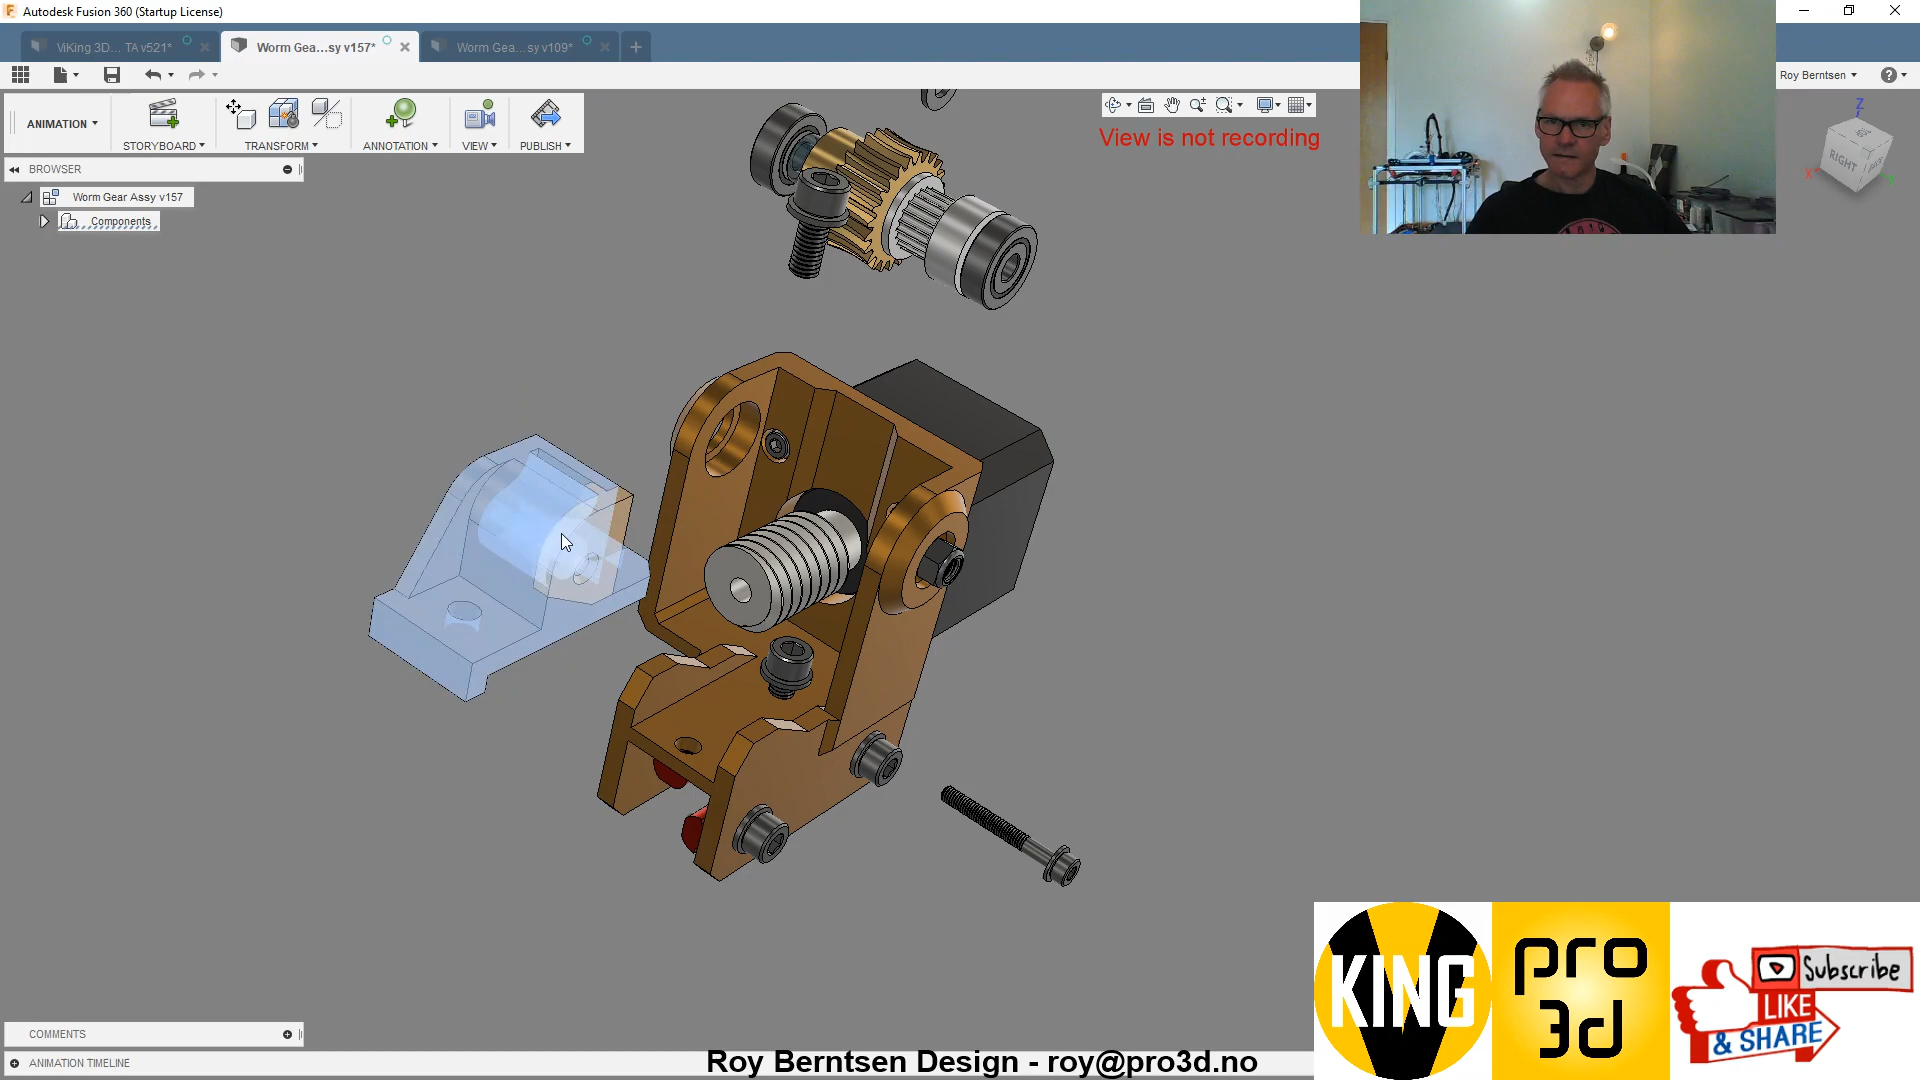 Autodesk Fusion 360 (Startup License)
ViKing 3D... TA v521*
Worm Gea...sy v157*
Worm Gea...sy v109*
Roy Berntsen
ANIMATION
STORYBOARD
TRANSFORM
ANNOTATION
VIEW
PUBLISH
View is not recording
BROWSER
Worm Gear Assy v157
Components
Z
X
Y
RIGHT
KING
pro
3d
Subscribe
LIKE
& SHARE
COMMENTS
ANIMATION TIMELINE
Roy Berntsen Design - roy@pro3d.no